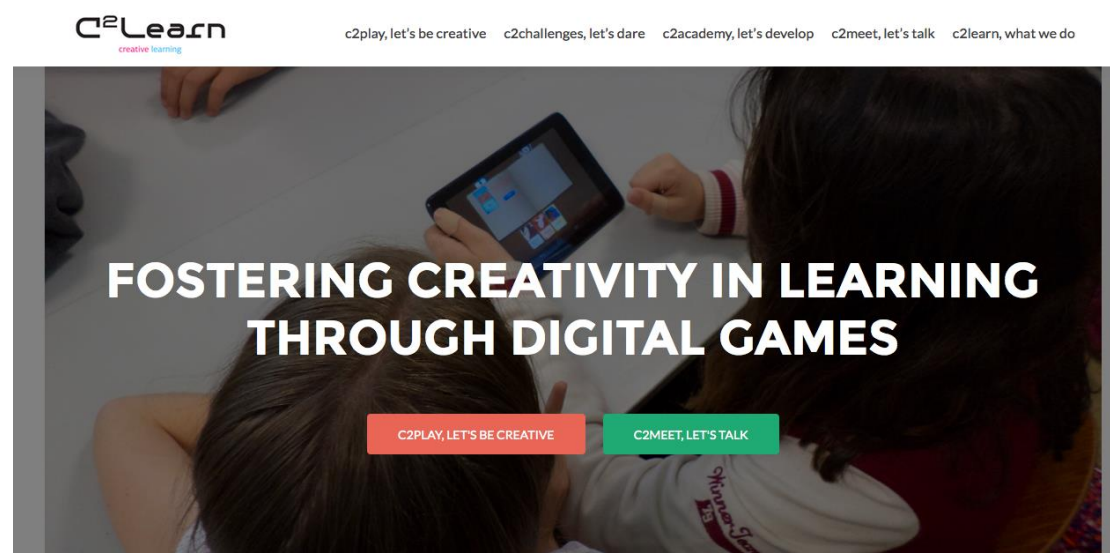 C²Learn
creative learning
c2play, let's be creative c2challenges, let's dare c2academy, let's develop c2meet, let's talk c2learn, what we do
FOSTERING CREATIVITY IN LEARNING
THROUGH DIGITAL GAMES
C2PLAY, LET'S BE CREATIVE C2MEET, LET'S TALK
Winner